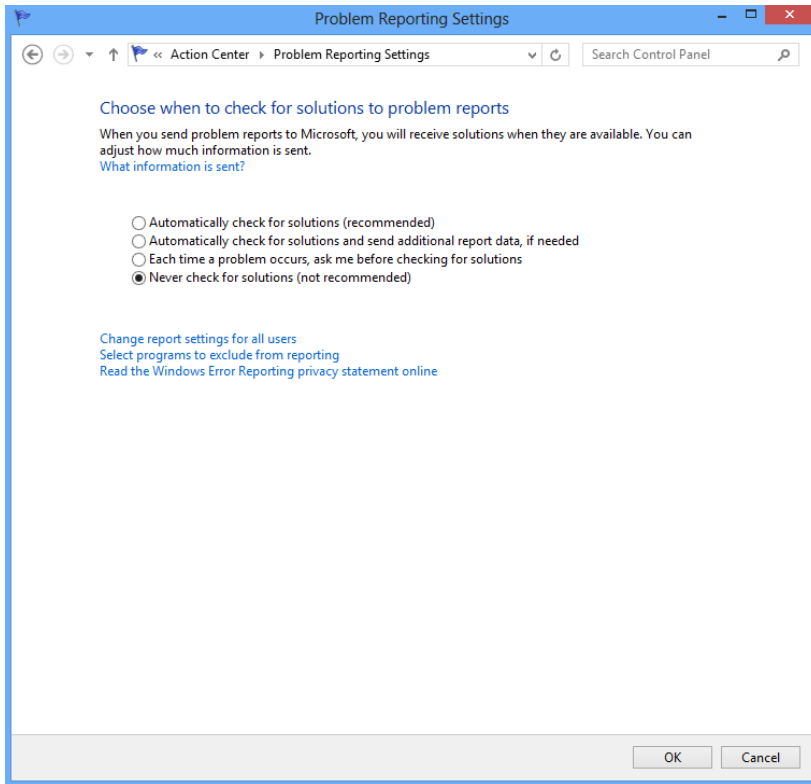 Problem Reporting Settings
« Action Center Problem Reporting Settings
Search Control Panel
Choose when to check for solutions to problem reports
When you send problem reports to Microsoft, you will receive solutions when they are available. You can
adjust how much information is sent.
What information is sent?
Automatically check for solutions (recommended)
Automatically check for solutions and send additional report data, if needed
Each time a problem occurs, ask me before checking for solutions
Never check for solutions (not recommended)
Change report settings for all users
Select programs to exclude from reporting
Read the Windows Error Reporting privacy statement online
OK Cancel